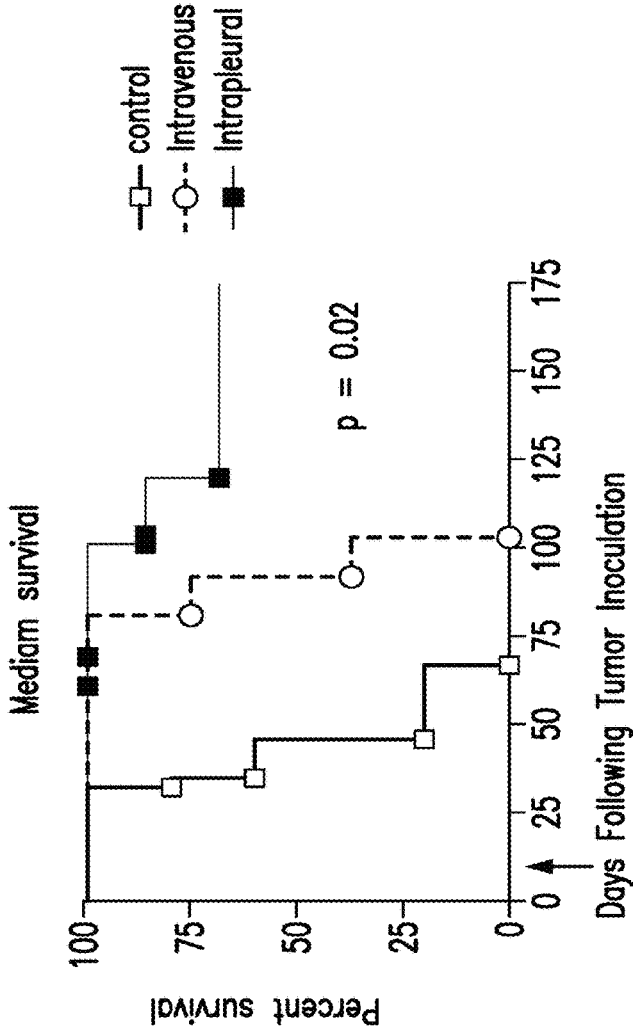 Mediam survival
control
Intravenous
Intrapleural
Percent survival
100
75
50
25
0
p = 0.02
0
25
50
75
100
125
150
175
Days Following Tumor Inoculation